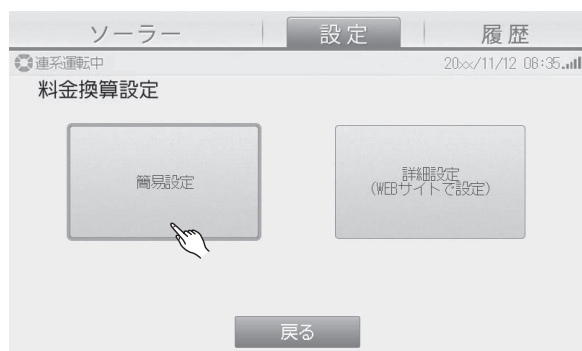 ソーラー 設定 履歴
連系運転中 20xx/11/12 08:35
料金換算設定
簡易設定
詳細設定
(WEBサイトで設定)
戻る